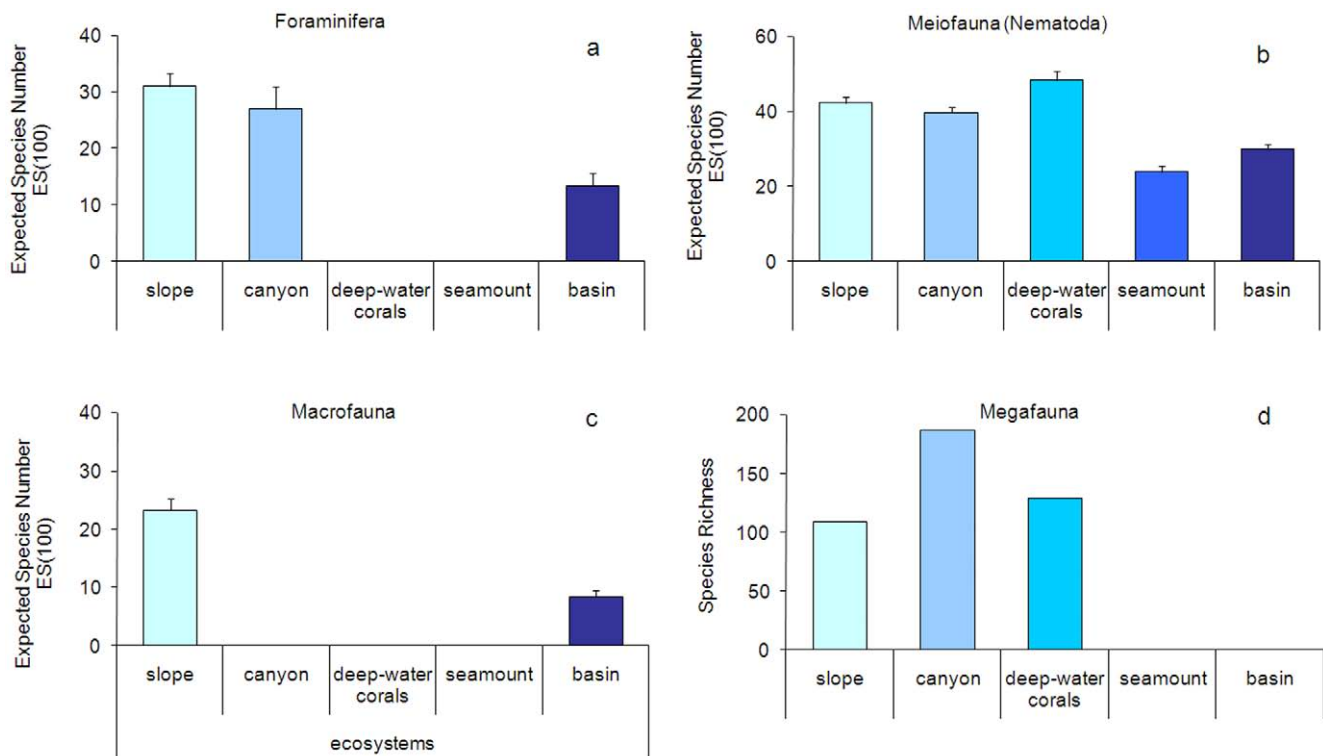 Foraminifera
a
Expected Species Number
ES(100)
40
30
20
10
0
slope
canyon
deep-water
corals
seamount
basin
Meiofauna (Nematoda)
b
Expected Species Number
ES(100)
60
40
20
0
slope
canyon
deep-water
corals
seamount
basin
Macrofauna
c
Expected Species Number
ES(100)
40
30
20
10
0
slope
canyon
deep-water
corals
seamount
basin
ecosystems
Megafauna
d
Species Richness
200
150
100
50
0
slope
canyon
deep-water
corals
seamount
basin